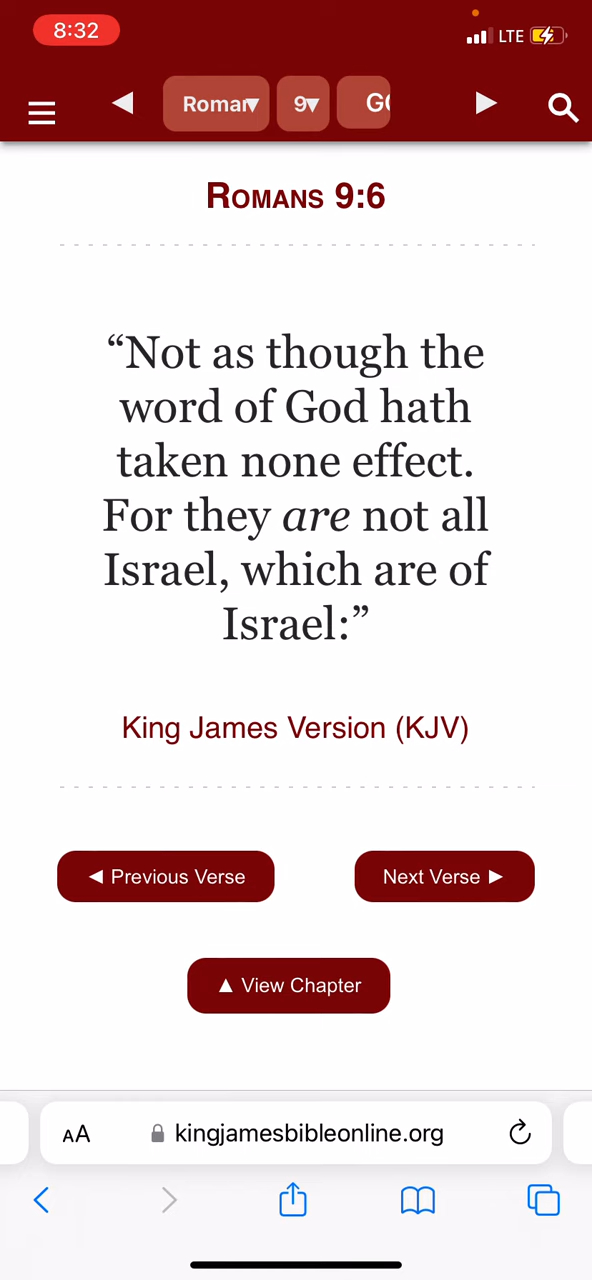 8:32
LTE
Romar
9
GO
ROMANS 9:6
“Not as though the
word of God hath
taken none effect.
For they are not all
Israel, which are of
Israel:”
King James Version (KJV)
◄ Previous Verse
Next Verse ►
▲ View Chapter
AA
kingjamesbibleonline.org